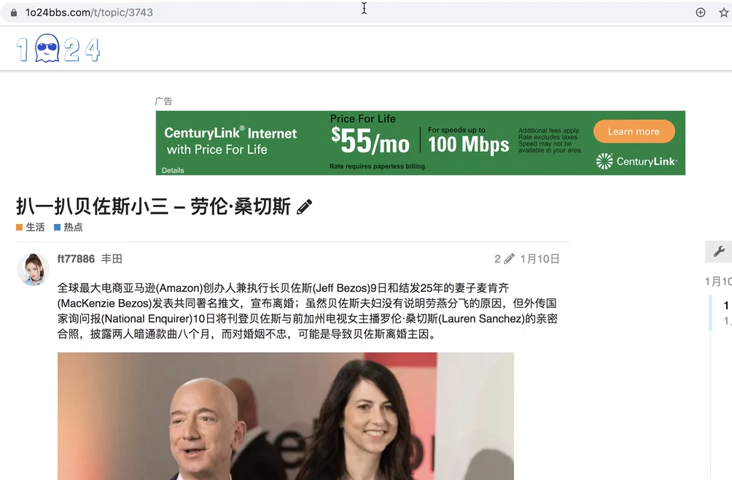 1o24bbs.com/t/topic/3743
1 24
广告
CenturyLink® Internet
with Price For Life
Details
Price For Life
$55/mo
Rate requires paperless billing.
For speeds up to
100 Mbps
Additional fees apply.
Rate excludes taxes.
Speed may not be
available in your area.
Learn more
CenturyLink
扒一扒贝佐斯小三 – 劳伦·桑切斯
生活 热点
ft77886 丰田
2 1月10日
全球最大电商亚马逊(Amazon)创办人兼执行长贝佐斯(Jeff Bezos)9日和结发25年的妻子麦肯齐
(MacKenzie Bezos)发表共同署名推文，宣布离婚；虽然贝佐斯夫妇没有说明劳燕分飞的原因，但外传国
家询问报(National Enquirer)10日将刊登贝佐斯与前加州电视女主播罗伦·桑切斯(Lauren Sanchez)的亲密
合照，披露两人暗通款曲八个月，而对婚姻不忠，可能是导致贝佐斯离婚主因。
1月10
1